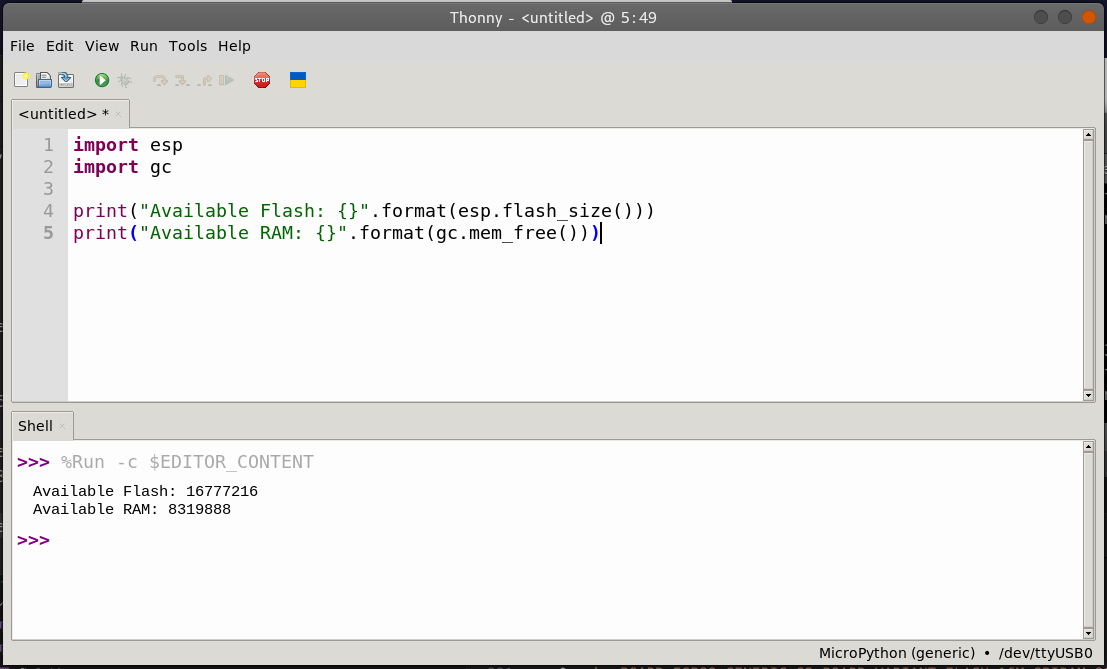 Thonny - <untitled> @ 5:49
File Edit View Run Tools Help
STOP
<untitled> *
1 import esp
2 import gc
3
4 print("Available Flash: {}".format(esp.flash_size()))
5 print("Available RAM: {}".format(gc.mem_free()))
Shell
>>> %Run -c $EDITOR_CONTENT
Available Flash: 16777216
Available RAM: 8319888
>>>
MicroPython (generic) • /dev/ttyUSB0